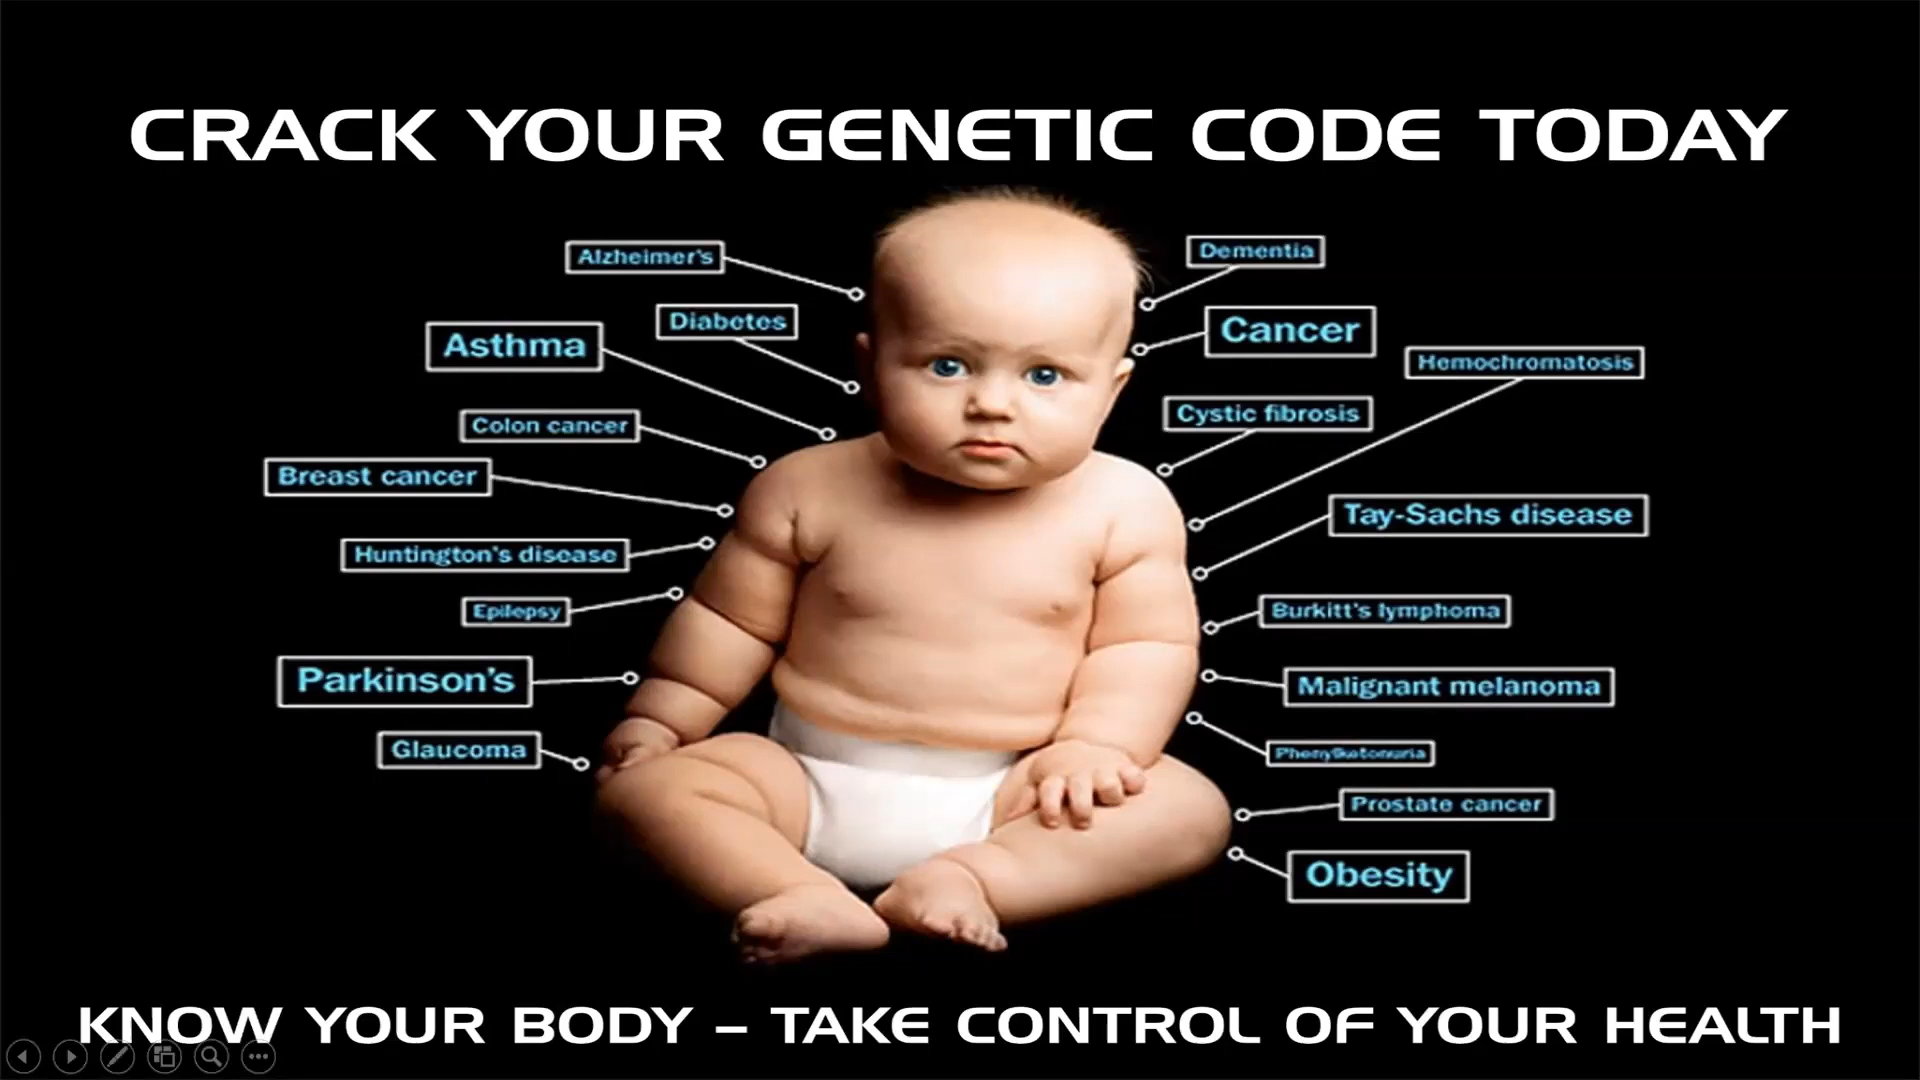 CRACK YOUR GENETIC CODE TODAY
Alzheimer's
Dementia
Diabetes
Cancer
Asthma
Hemochromatosis
Colon cancer
Cystic fibrosis
Breast cancer
Tay-Sachs disease
Huntington's disease
Epilepsy
Burkitt's lymphoma
Parkinson's
Malignant melanoma
Glaucoma
Phenylketonuria
Prostate cancer
Obesity
KNOW YOUR BODY – TAKE CONTROL OF YOUR HEALTH